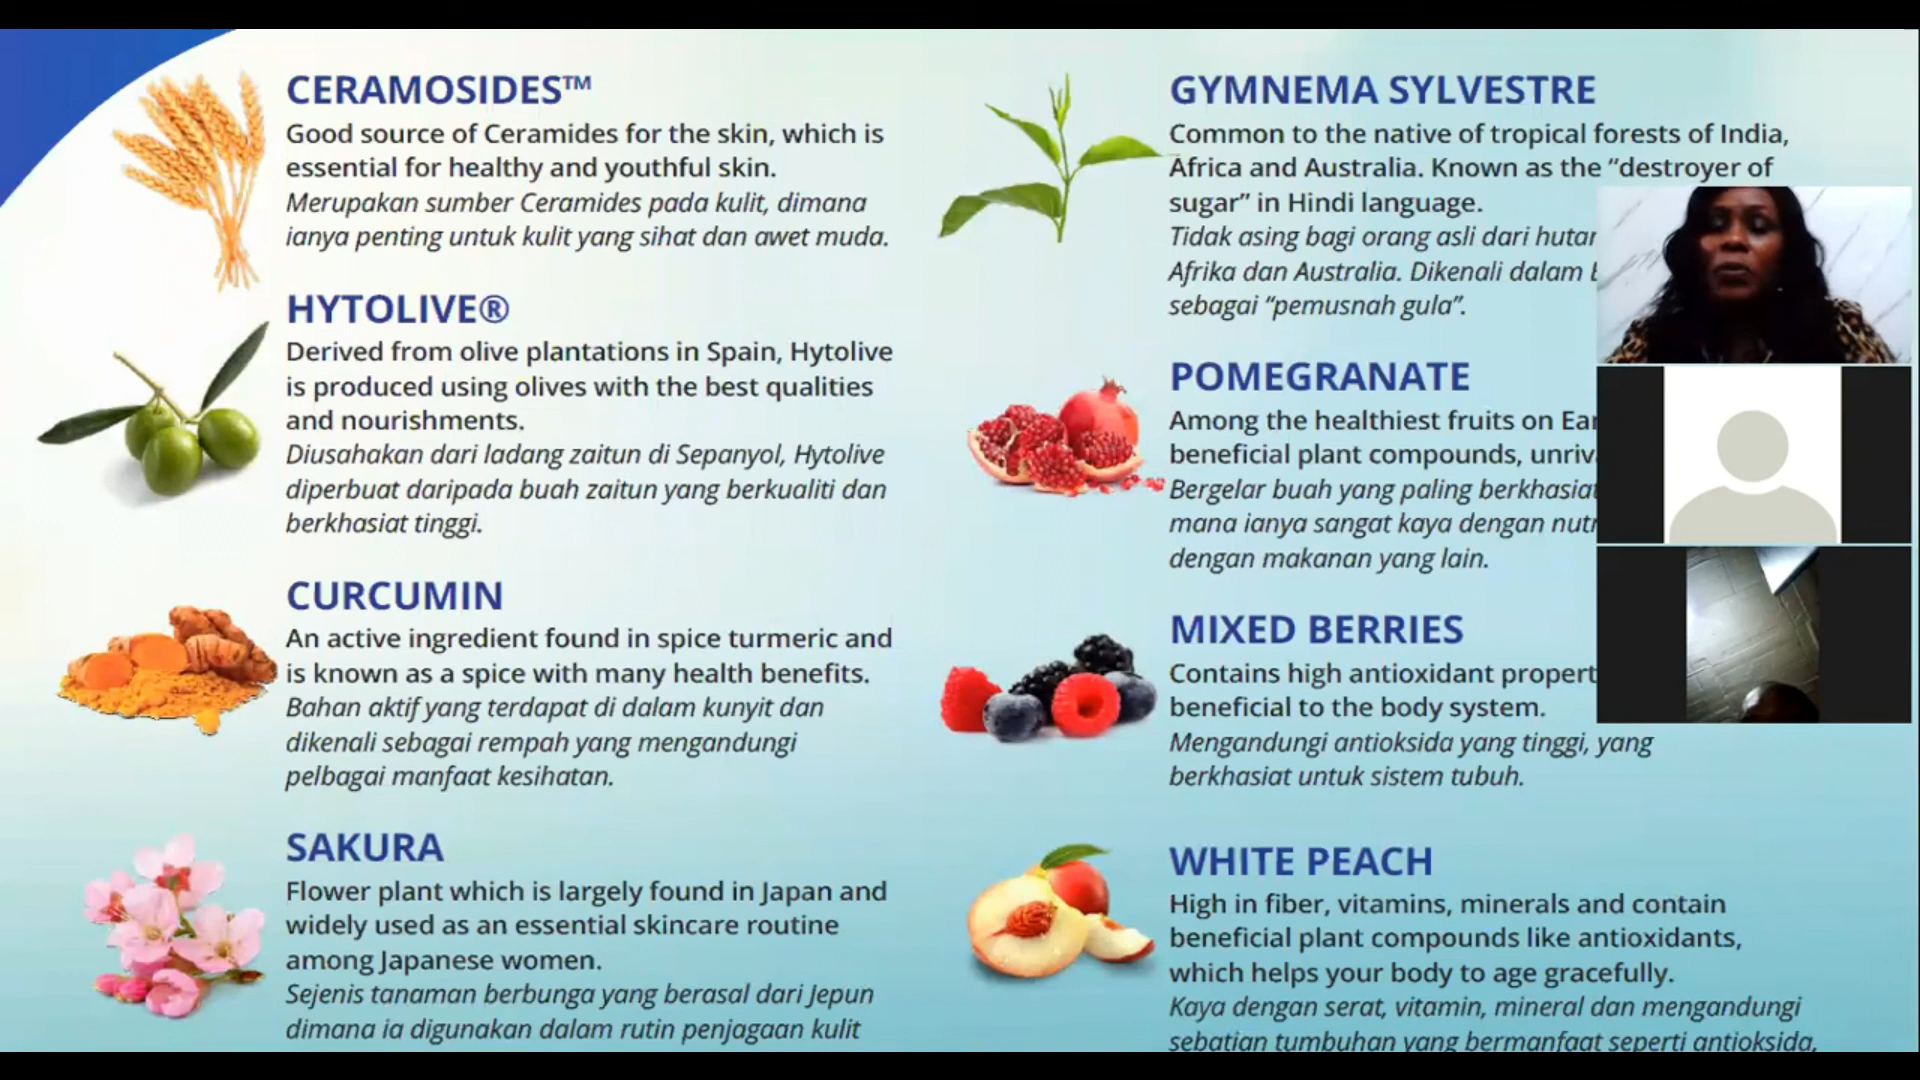 CERAMOSIDES™
Good source of Ceramides for the skin, which is
essential for healthy and youthful skin.
Merupakan sumber Ceramides pada kulit, dimana
ianya penting untuk kulit yang sihat dan awet muda.
HYTOLIVE®
Derived from olive plantations in Spain, Hytolive
is produced using olives with the best qualities
and nourishments.
Diusahakan dari ladang zaitun di Sepanyol, Hytolive
diperbuat daripada buah zaitun yang berkualiti dan
berkhasiat tinggi.
CURCUMIN
An active ingredient found in spice turmeric and
is known as a spice with many health benefits.
Bahan aktif yang terdapat di dalam kunyit dan
dikenali sebagai rempah yang mengandungi
pelbagai manfaat kesihatan.
SAKURA
Flower plant which is largely found in Japan and
widely used as an essential skincare routine
among Japanese women.
Sejenis tanaman berbunga yang berasal dari Jepun
dimana ia digunakan dalam rutin penjagaan kulit
GYMNEMA SYLVESTRE
Common to the native of tropical forests of India,
Africa and Australia. Known as the “destroyer of
sugar” in Hindi language.
Tidak asing bagi orang asli dari
Afrika dan Australia. Dikenali dalam
sebagai “pemusnah gula”.
POMEGRANATE
Among the healthiest fruits on
beneficial plant compounds,
Bergelar buah yang paling berkhasiat
mana ianya sangat kaya dengan
dengan makanan yang lain.
MIXED BERRIES
Contains high antioxidant
beneficial to the body system.
Mengandungi antioksida yang tinggi, yang
berkhasiat untuk sistem tubuh.
WHITE PEACH
High in fiber, vitamins, minerals and contain
beneficial plant compounds like antioxidants,
which helps your body to age gracefully.
Kaya dengan serat, vitamin, mineral dan mengandungi
sebatian tumbuhan yang bermanfaat seperti antioksida,